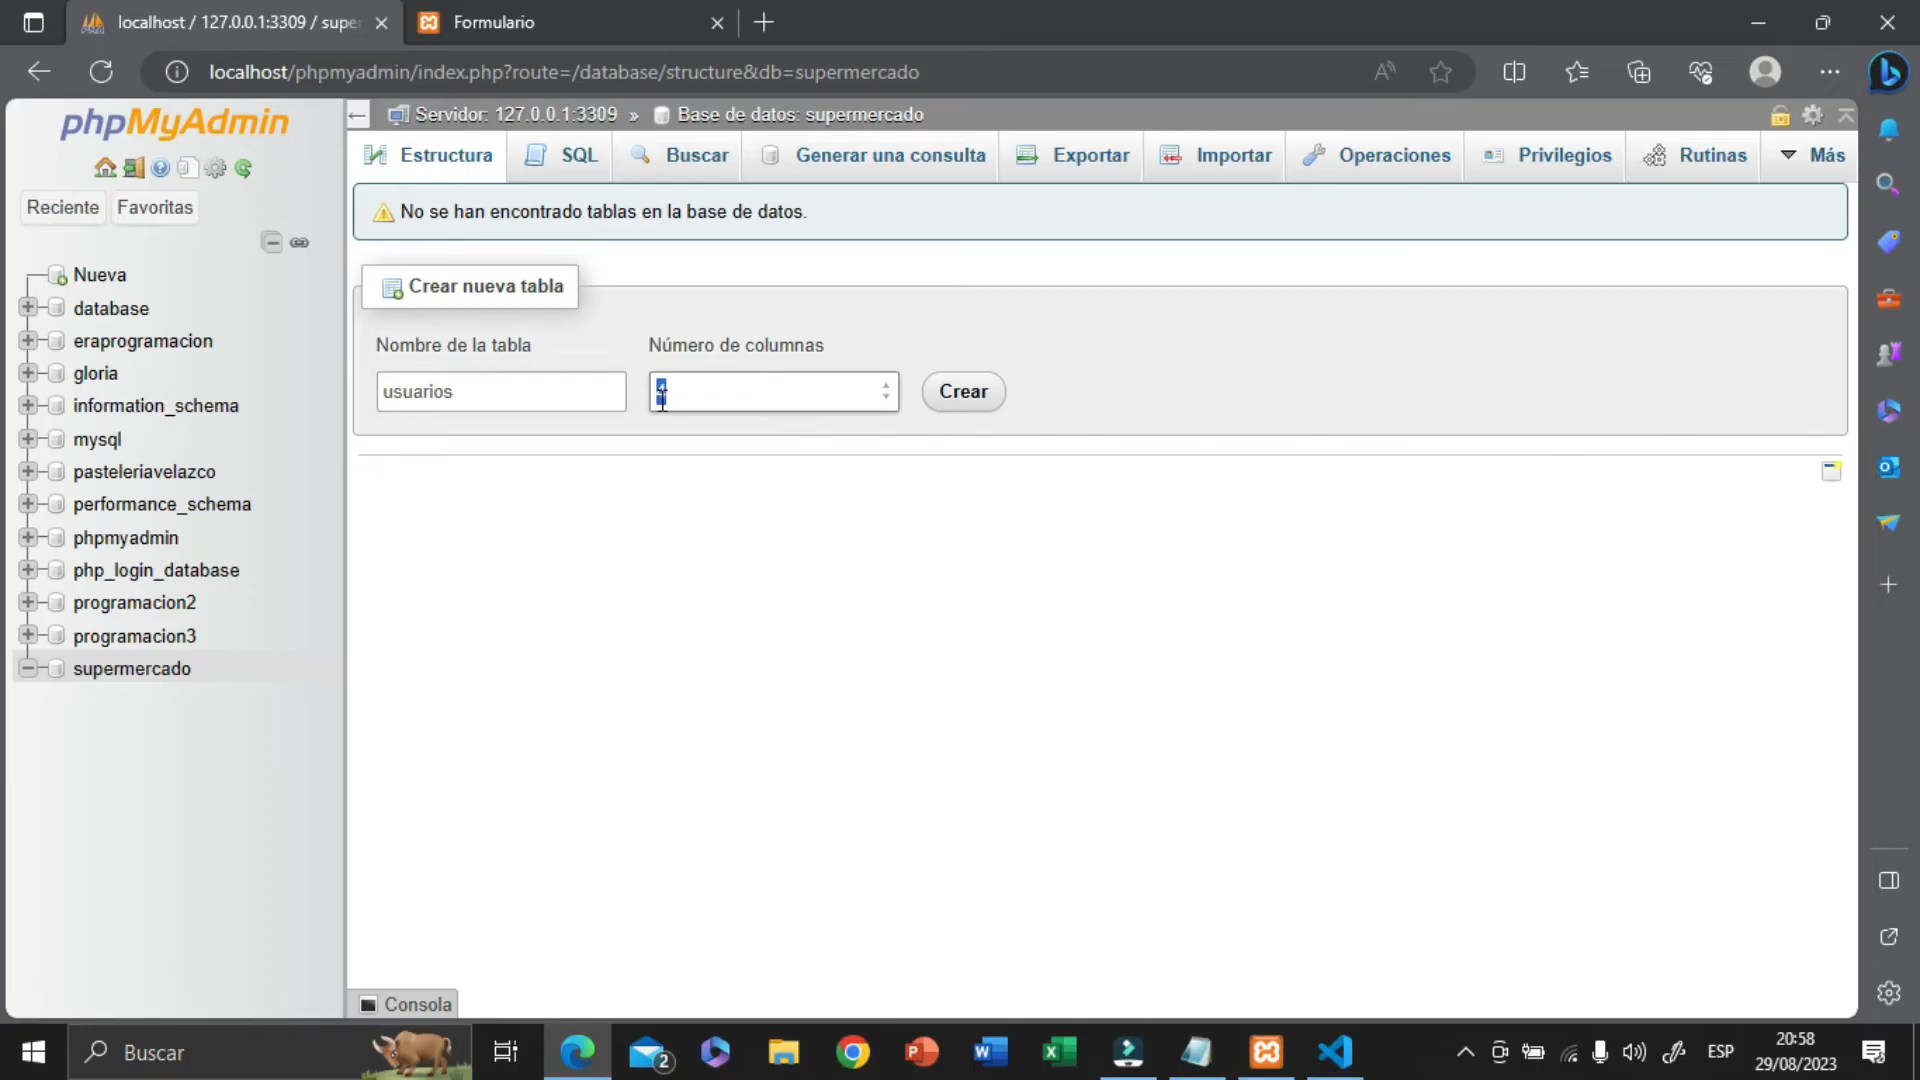 localhost / 127.0.0.1:3309 / supe
Formulario
localhost/phpmyadmin/index.php?route=/database/structure&db=supermercado
phpMyAdmin
Reciente
Favoritas
Nueva
database
eraprogramacion
gloria
information_schema
mysql
pasteleriavelazco
performance_schema
phpmyadmin
php_login_database
programacion2
programacion3
supermercado
Servidor: 127.0.0.1:3309 » Base de datos: supermercado
Estructura
SQL
Buscar
Generar una consulta
Exportar
Importar
Operaciones
Privilegios
Rutinas
Más
No se han encontrado tablas en la base de datos.
Crear nueva tabla
Nombre de la tabla
Número de columnas
usuarios
4
Crear
Consola
Buscar
2
ESP
20:58
29/08/2023